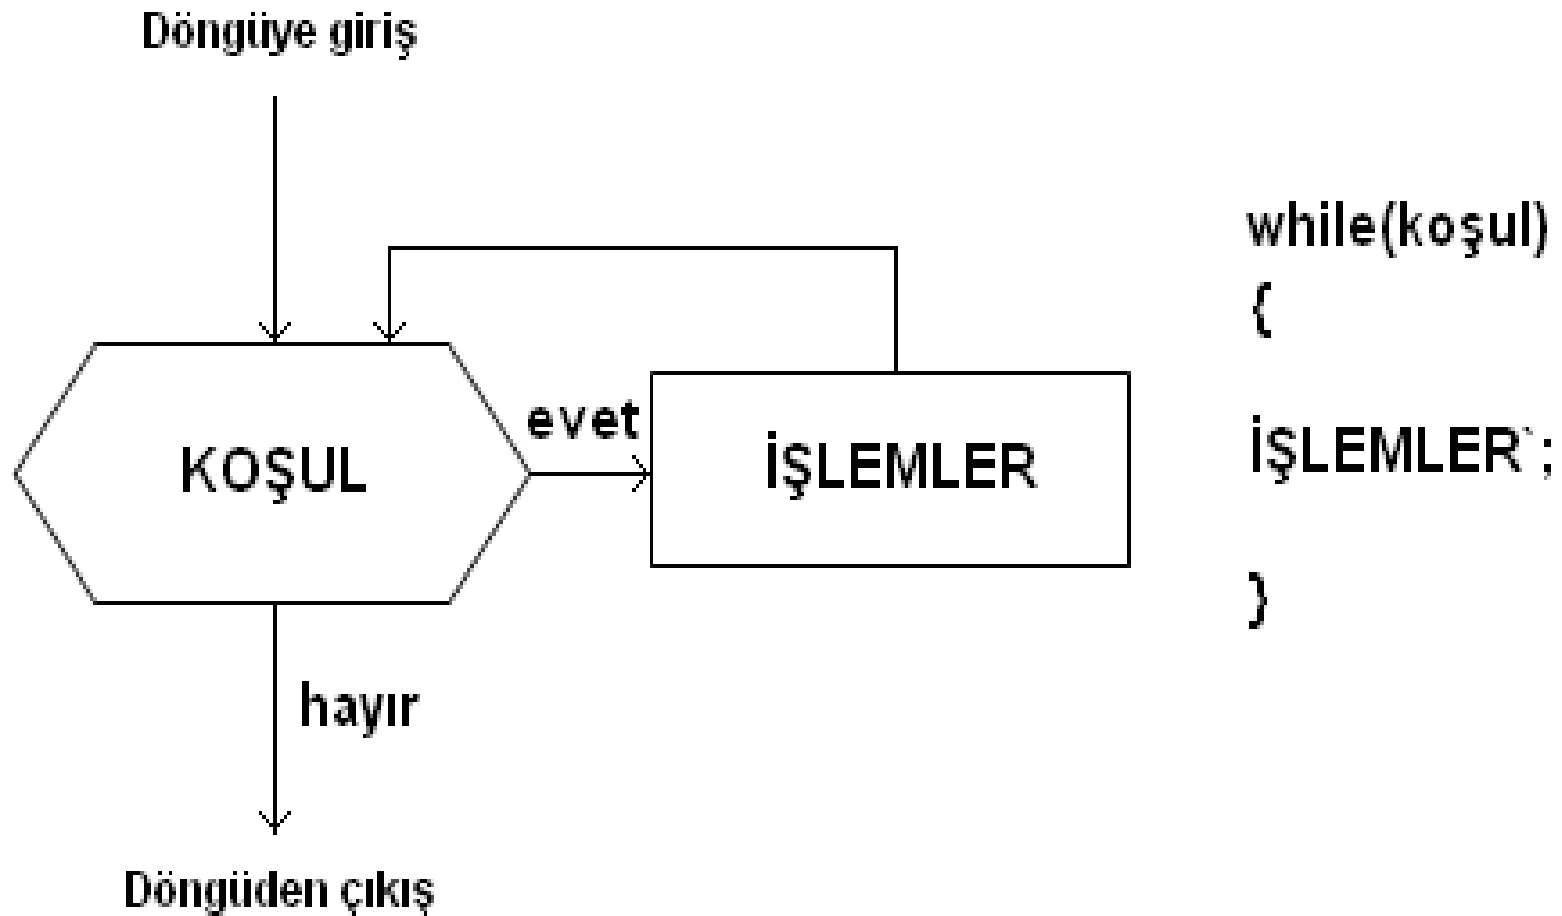 Döngüye giriş
KOŞUL
evet
İŞLEMLER
hayır
Döngüden çıkış
while(koşul)
{
İŞLEMLER`;
}